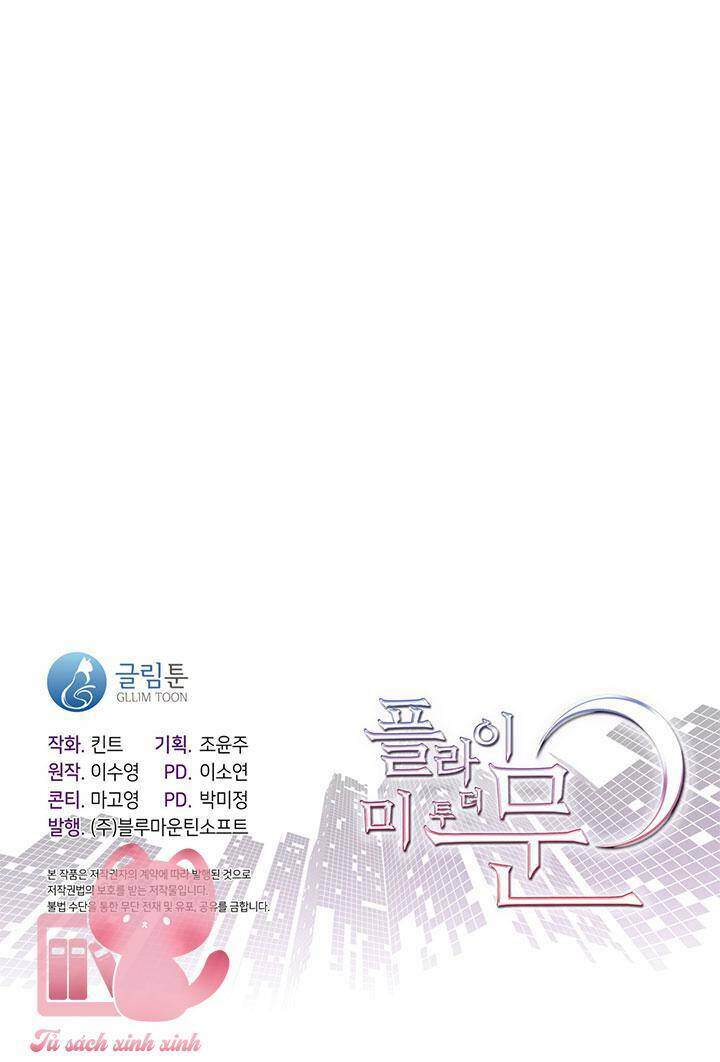 글림툰
GLLIM TOON
작화. 킨트 기획. 조윤주
원작. 이수영 PD. 이소연
콘티. 마고영 PD. 박미정
발행. (주)블루마운틴소프트
본 작품은 저작권자의 계약에 따라 발행된 것으로
저작권법의 보호를 받는 저작물입니다.
불법 수단을 통한 무단 전재 및 유포, 공유를 금합니다.
플라이
미 투 더 문
Tủ sách xinh xinh